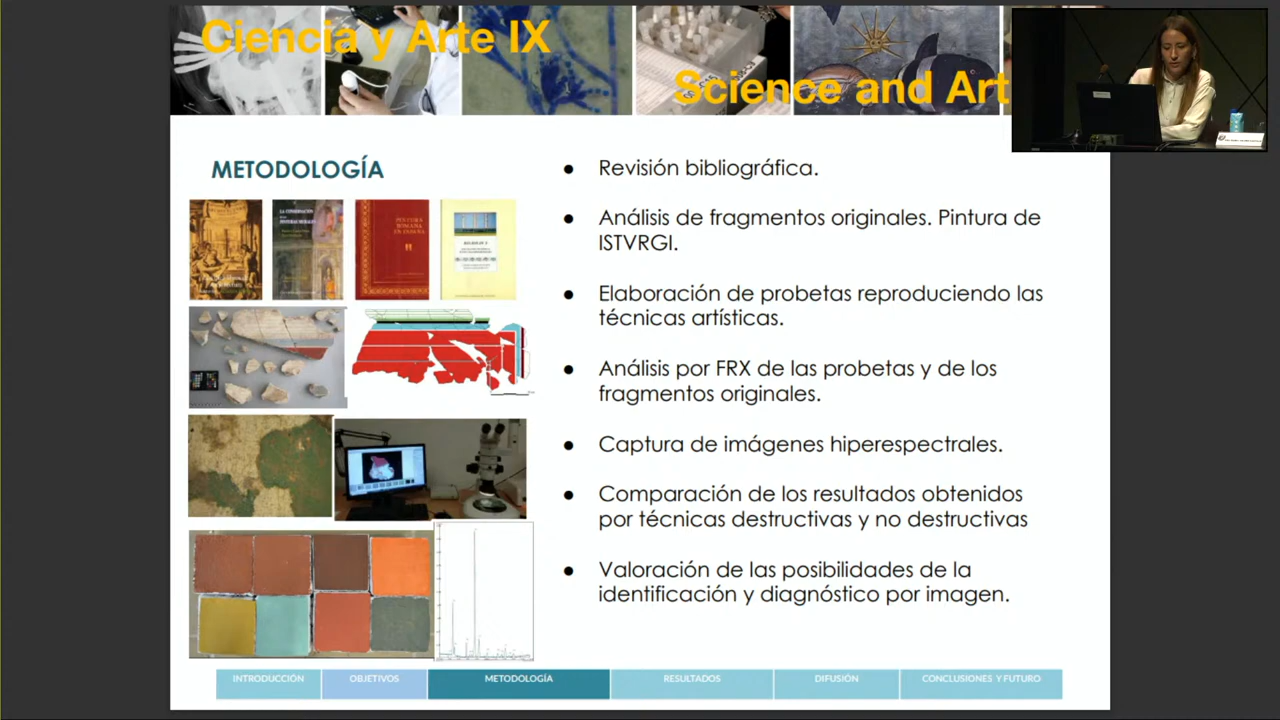 Ciencia y Arte IX
Science and Art
METODOLOGÍA
● Revisión bibliográfica.
● Análisis de fragmentos originales. Pintura de
ISTVRGI.
● Elaboración de probetas reproduciendo las
técnicas artísticas.
● Análisis por FRX de las probetas y de los
fragmentos originales.
● Captura de imágenes hiperespectrales.
● Comparación de los resultados obtenidos
por técnicas destructivas y no destructivas
● Valoración de las posibilidades de la
identificación y diagnóstico por imagen.
INTRODUCCIÓN
OBJETIVOS
METODOLOGÍA
RESULTADOS
DIFUSIÓN
CONCLUSIONES Y FUTURO